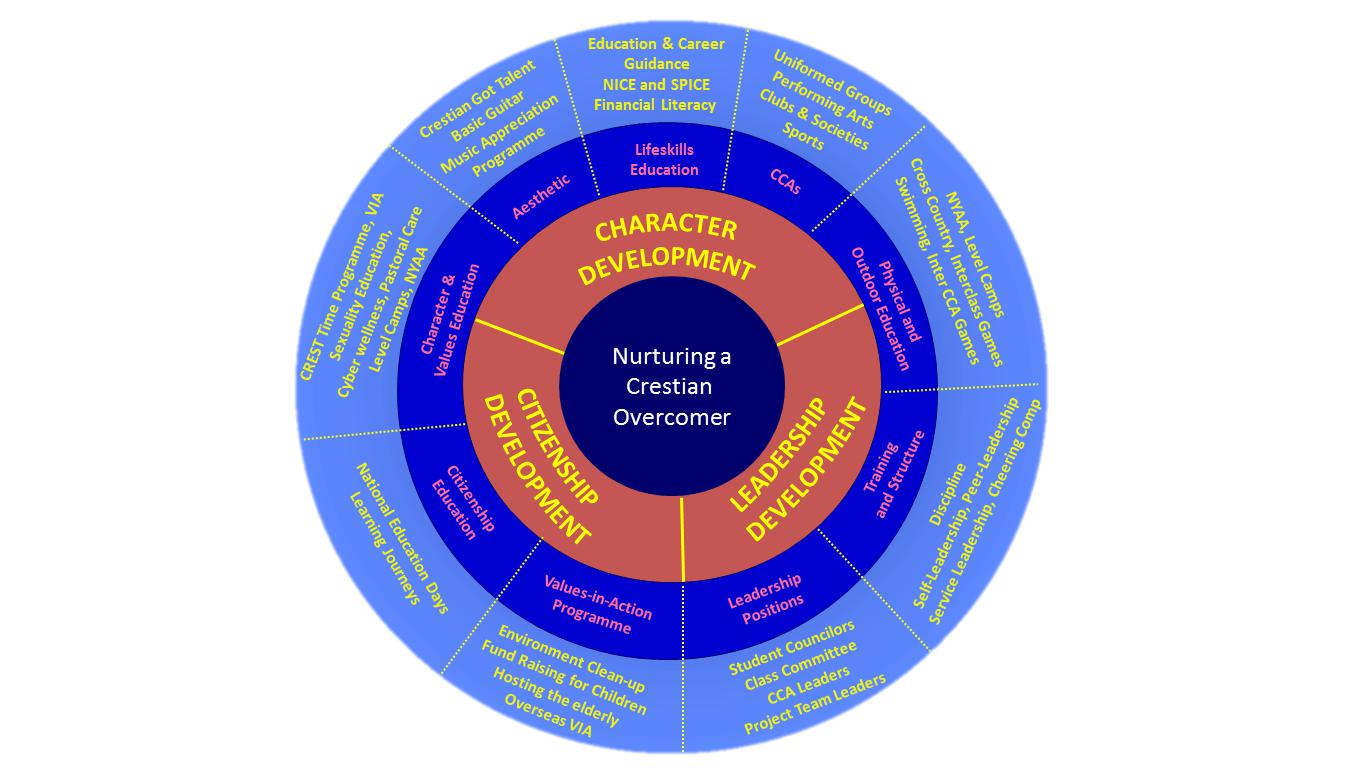 Nurturing a
Crestian
Overcomer
CHARACTER
DEVELOPMENT
LEADERSHIP
DEVELOPMENT
CITIZENSHIP
DEVELOPMENT
Lifeskills
Education
CCAs
Physical and
Outdoor Education
Training
and Structure
Leadership
Positions
Values-in-Action
Programme
Citizenship
Education
Character &
Values Education
Aesthetic
Education & Career
Guidance
NICE and SPICE
Financial Literacy
Uniformed Groups
Performing Arts
Clubs & Societies
Sports
NYAA, Level Camps
Cross Country, Interclass Games
Swimming, Inter CCA Games
Discipline
Self-Leadership, Peer-Leadership
Service Leadership, Cheering Comp
Student Councilors
Class Committee
CCA Leaders
Project Team Leaders
Environment Clean-up
Fund Raising for Children
Hosting the elderly
Overseas VIA
National Education Days
Learning Journeys
CREST Time Programme, VIA
Sexuality Education,
Cyber wellness, Pastoral Care
Level Camps, NYAA
Crestian Got Talent
Basic Guitar
Music Appreciation
Programme